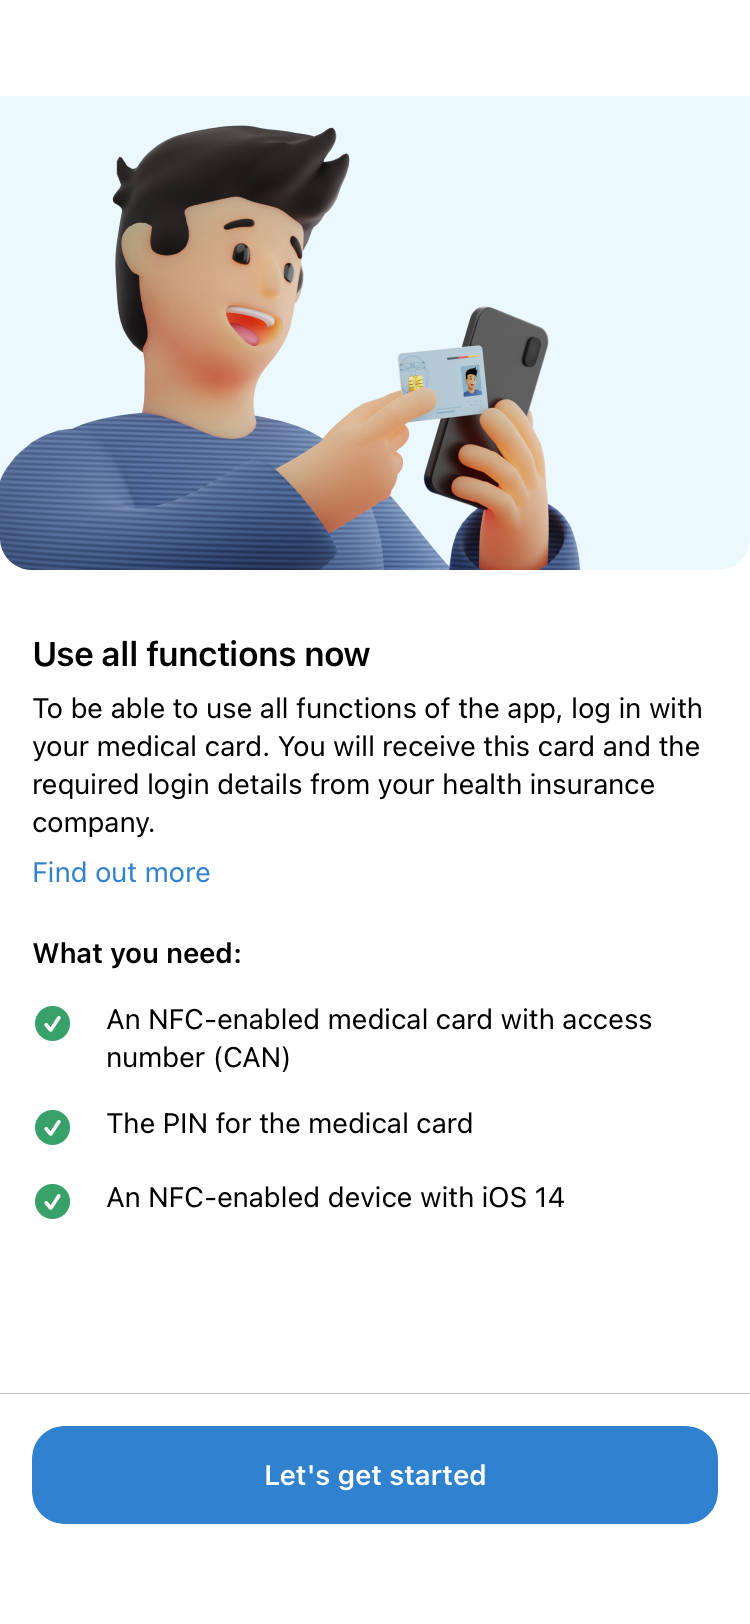 Use all functions now
To be able to use all functions of the app, log in with
your medical card. You will receive this card and the
required login details from your health insurance
company.
Find out more
What you need:
An NFC-enabled medical card with access
number (CAN)
The PIN for the medical card
An NFC-enabled device with iOS 14
Let's get started